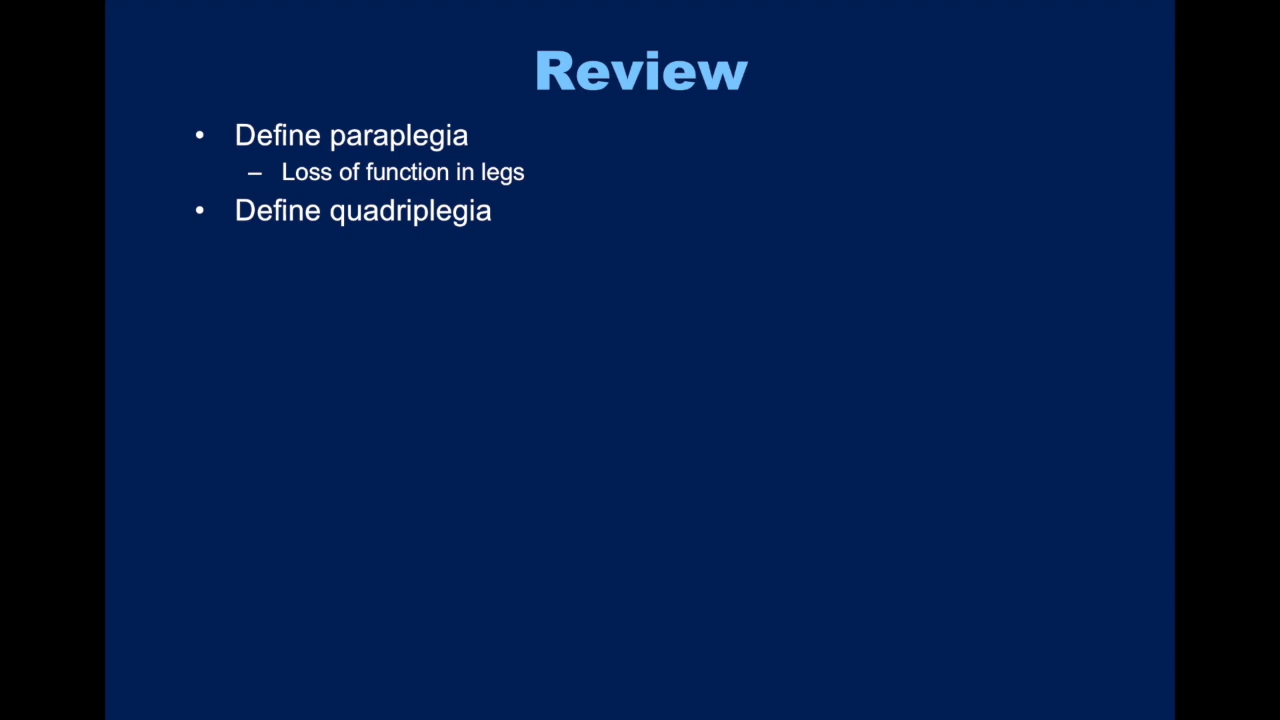 Review
• Define paraplegia
– Loss of function in legs
• Define quadriplegia